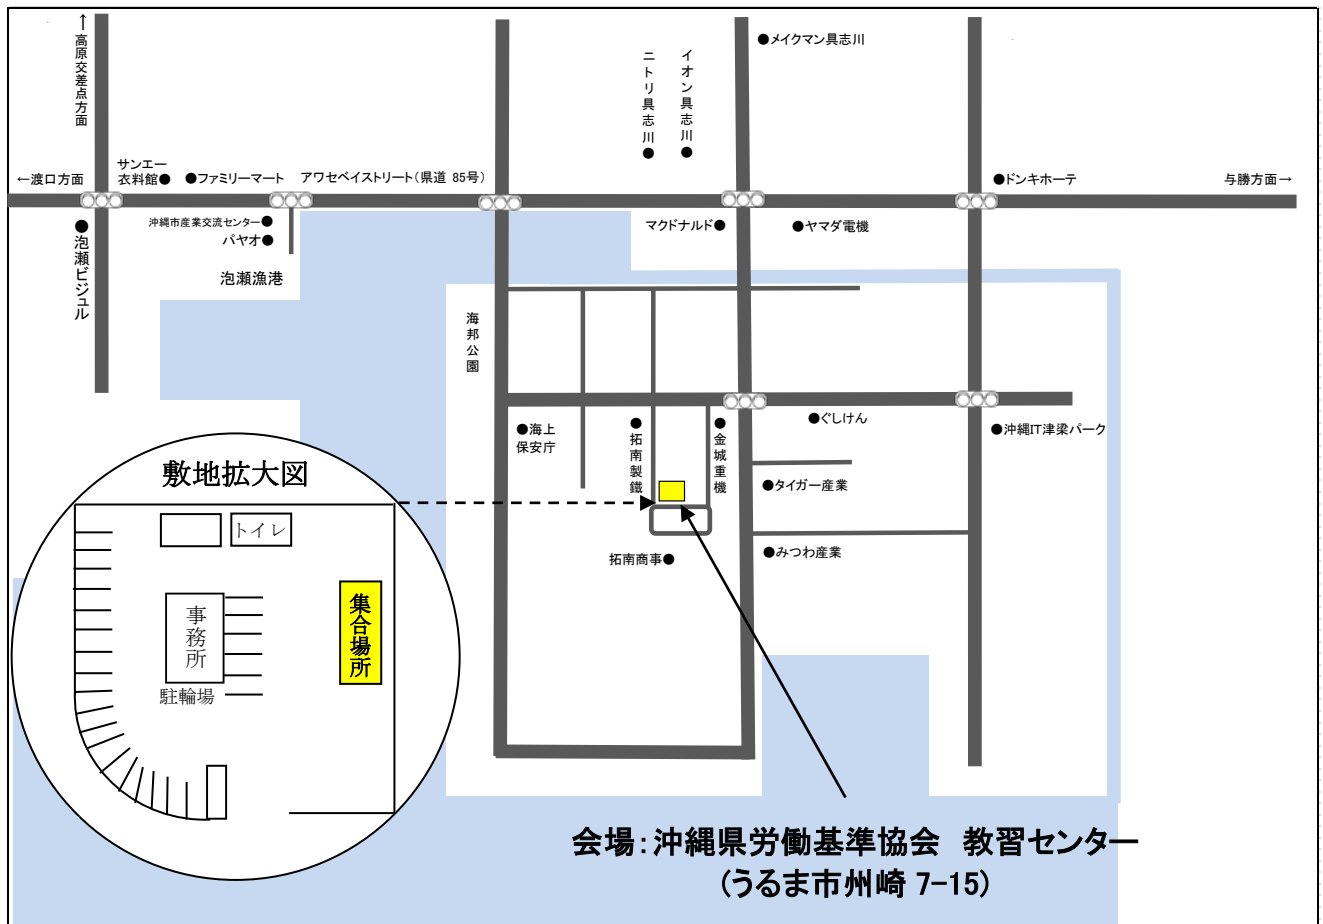 ↑高原交差点方面
●メイクマン具志川
ニトリ具志川●
イオン具志川●
←渡口方面
サンエー
衣料館●
●ファミリーマート
アワセベイストリート(県道 85号)
●ドンキホーテ
与勝方面→
沖縄市産業交流センター●
パヤオ●
泡瀬漁港
●泡瀬ビジュル
マクドナルド●
●ヤマダ電機
海邦公園
●海上
保安庁
●拓南製鐵
●金城重機
●ぐしけん
●沖縄IT津梁パーク
●タイガー産業
●みつわ産業
拓南商事●
敷地拡大図
トイレ
事務所
駐輪場
集合場所
会場:沖縄県労働基準協会 教習センター
(うるま市州崎 7-15)